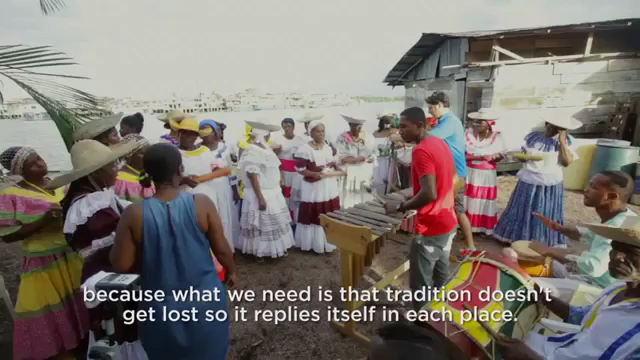 because what we need is that tradition doesn't
get lost so it replies itself in each place.